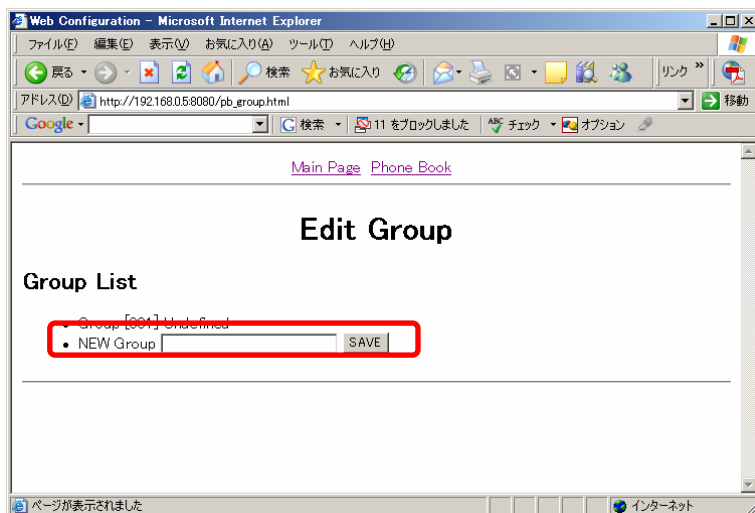 Web Configuration - Microsoft Internet Explorer
ファイル(F) 編集(E) 表示(V) お気に入り(A) ツール(T) ヘルプ(H)
戻る 検索 お気に入り リンク »
アドレス(D) http://192.168.0.5:8080/pb_group.html 移動
Google 検索 11 をブロックしました ABC チェック オプション
Main Page Phone Book
Edit Group
Group List
• Group [001] Undefined
• NEW Group SAVE
ページが表示されました インターネット